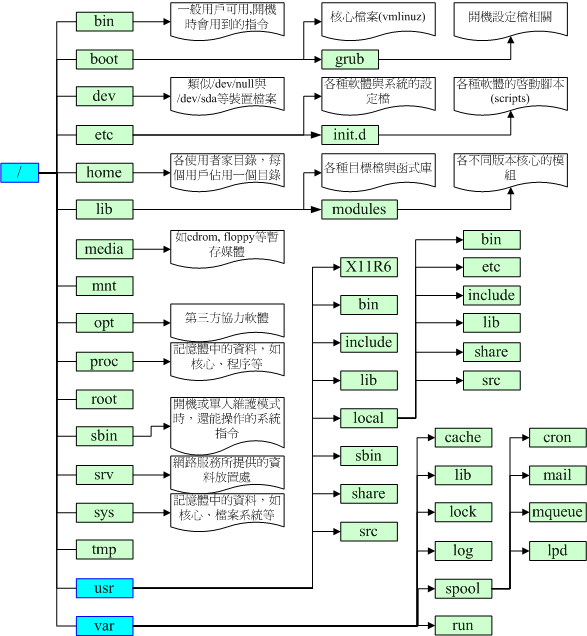 bin
一般用戶可用,開機
時會用到的指令
核心檔案(vmlinuz)
開機設定檔相關
boot
grub
dev
類似/dev/null與
/dev/sda等裝置檔案
各種軟體與系統的設
定檔
各種軟體的啓動腳本
(scripts)
etc
init.d
/
home
各使用者家目錄，每
個用戶佔用一個目錄
各種目標檔與函式庫
各不同版本核心的模
組
lib
modules
media
如cdrom, floppy等暫
存媒體
mnt
opt
第三方協力軟體
proc
記憶體中的資料，如
核心、程序等
root
sbin
開機或單人維護模式
時，還能操作的系統
指令
srv
網路服務所提供的資
料放置處
sys
記憶體中的資料，如
核心、檔案系統等
tmp
usr
var
X11R6
bin
include
lib
local
sbin
share
src
bin
etc
include
lib
share
src
cache
lib
lock
log
spool
run
cron
mail
mqueue
lpd